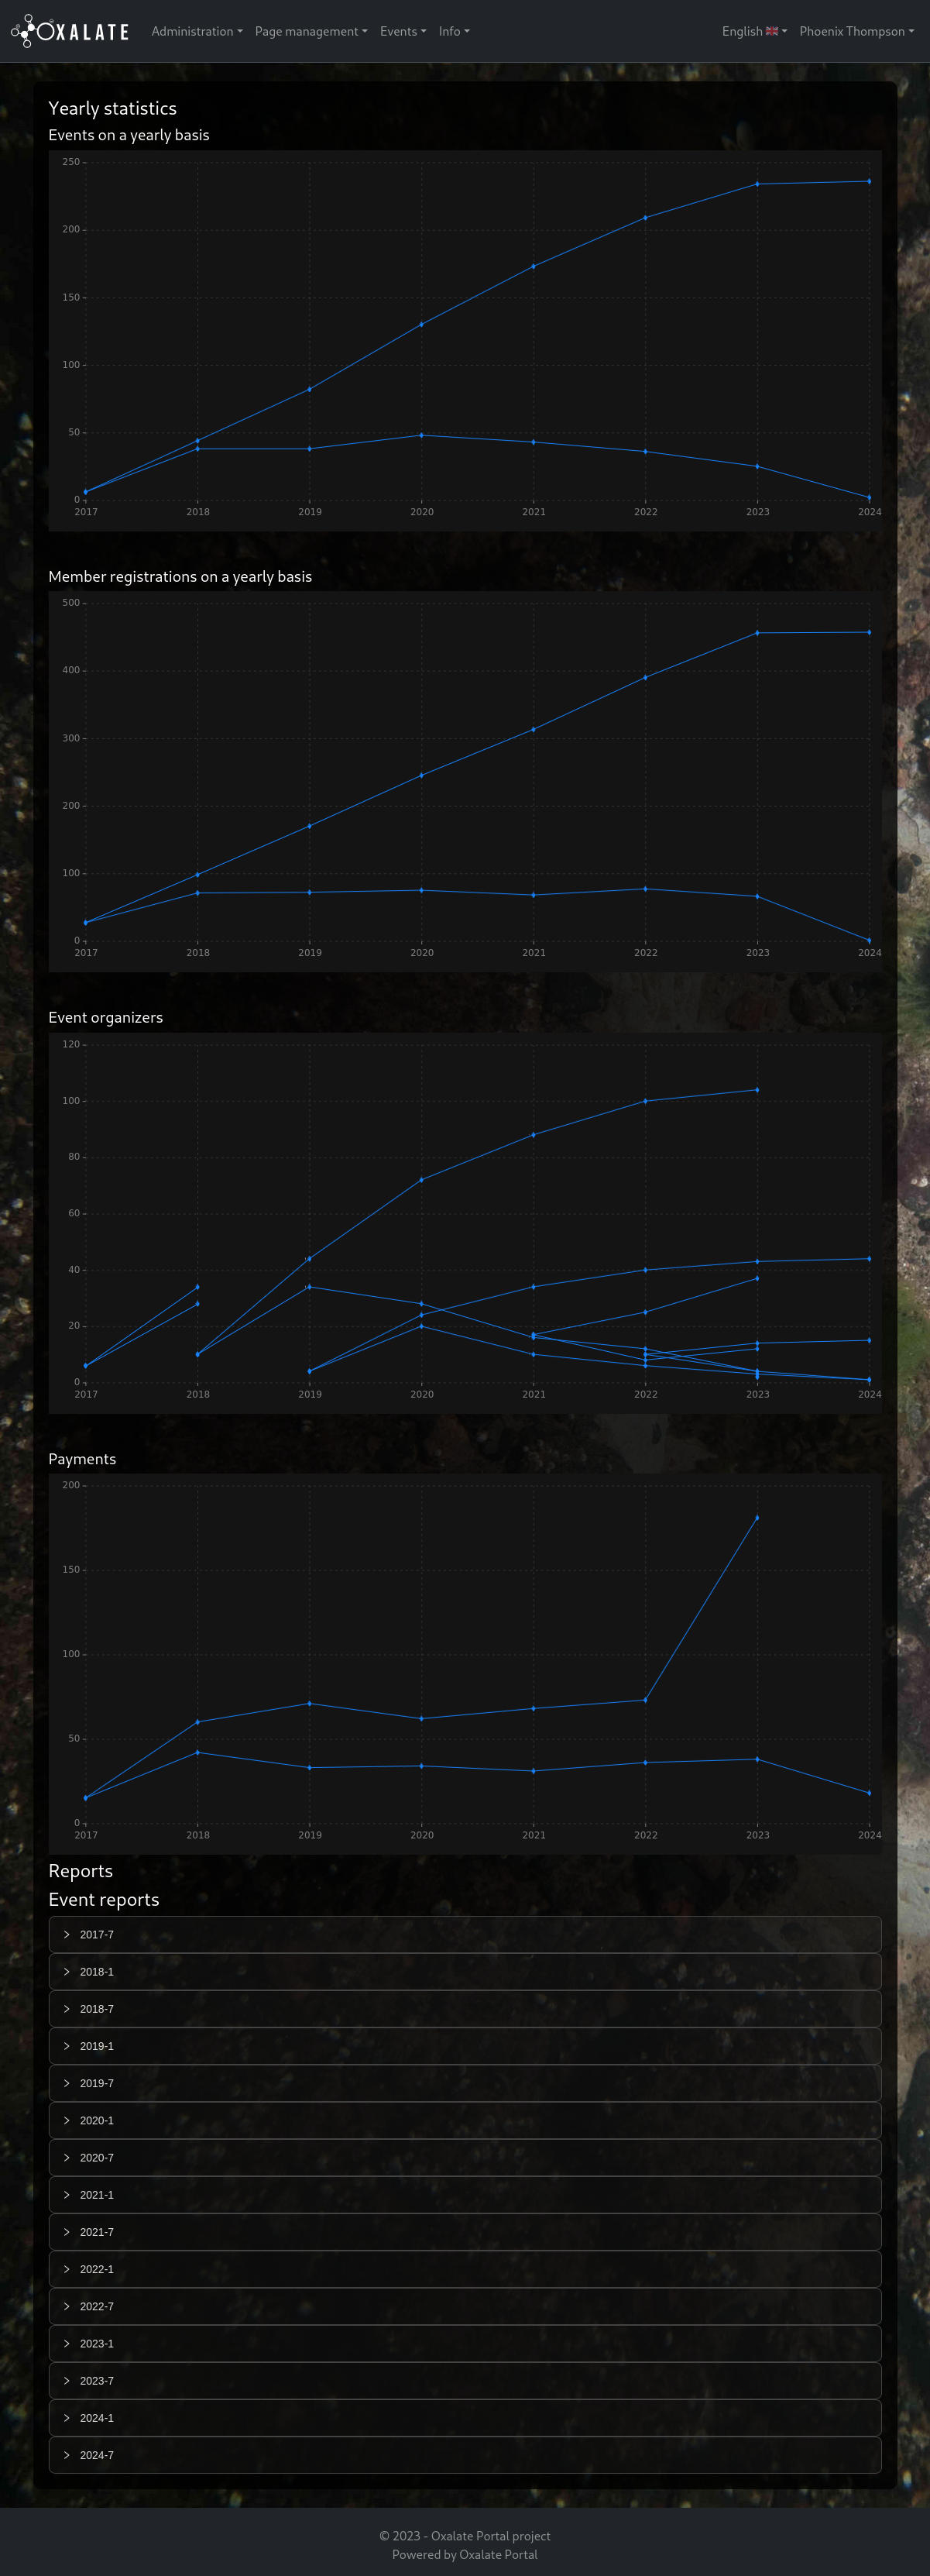 OXALATE Administration Page management Events Info English Phoenix Thompson
Yearly statistics
Events on a yearly basis
250
200
150
100
50
0
2017 2018 2019 2020 2021 2022 2023 2024
Member registrations on a yearly basis
500
400
300
200
100
0
2017 2018 2019 2020 2021 2022 2023 2024
Event organizers
120
100
80
60
40
20
0
2017 2018 2019 2020 2021 2022 2023 2024
Payments
200
150
100
50
0
2017 2018 2019 2020 2021 2022 2023 2024
Reports
Event reports
2017-7
2018-1
2018-7
2019-1
2019-7
2020-1
2020-7
2021-1
2021-7
2022-1
2022-7
2023-1
2023-7
2024-1
2024-7
© 2023 - Oxalate Portal project
Powered by Oxalate Portal